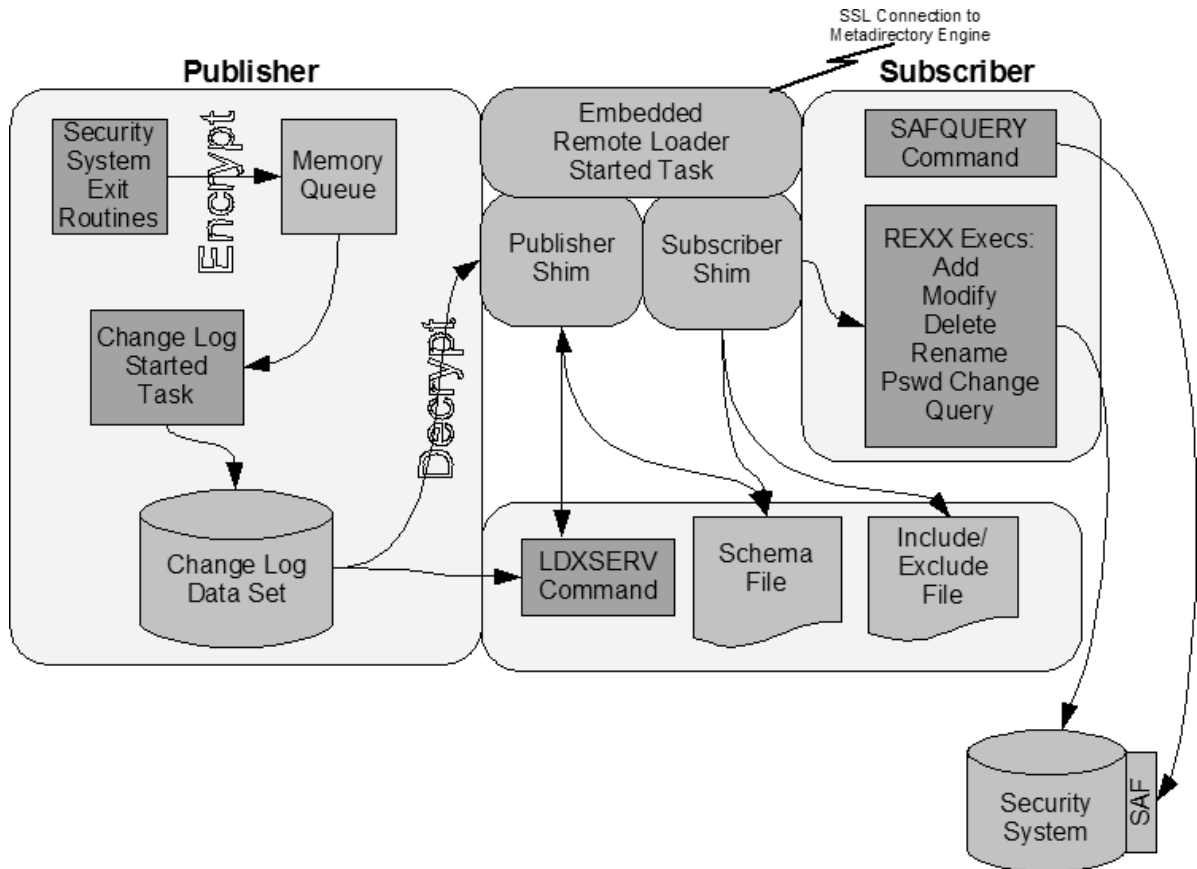 SSL Connection to
Metadirectory Engine
Publisher
Subscriber
Security
System
Exit
Routines
Encrypt
Memory
Queue
Embedded
Remote Loader
Started Task
SAFQUERY
Command
Publisher
Shim
Subscriber
Shim
REXX Execs:
Add
Modify
Delete
Rename
Pswd Change
Query
Change Log
Started
Task
Decrypt
Change Log
Data Set
LDXSERV
Command
Schema
File
Include/
Exclude
File
Security
System
SAF